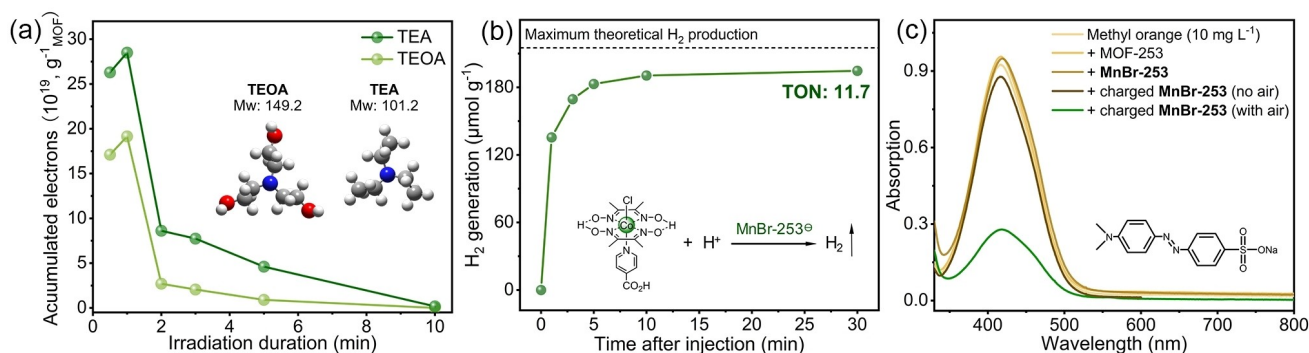 (a)
Acuumulated electrons (10¹⁹, g⁻¹MOF)
35
30
25
20
15
10
5
0
TEA
TEOA
TEOA
Mw: 149.2
TEA
Mw: 101.2
0
2
4
6
8
10
Irradiation duration (min)
(b)
H₂ generation (μmol g⁻¹)
180
120
60
0
Maximum theoretical H₂ production
TON: 11.7
Cl
O N N O
H Co H
O N N O
N
CO₂H
+ H⁺
MnBr-253⊖
H₂
0
5
10
15
20
25
30
Time after injection (min)
(c)
Absorption
0.9
0.6
0.3
0.0
Methyl orange (10 mg L⁻¹)
+ MOF-253
+ MnBr-253
+ charged MnBr-253 (no air)
+ charged MnBr-253 (with air)
N
N
N
O
S
ONa
O
400
500
600
700
800
Wavelength (nm)